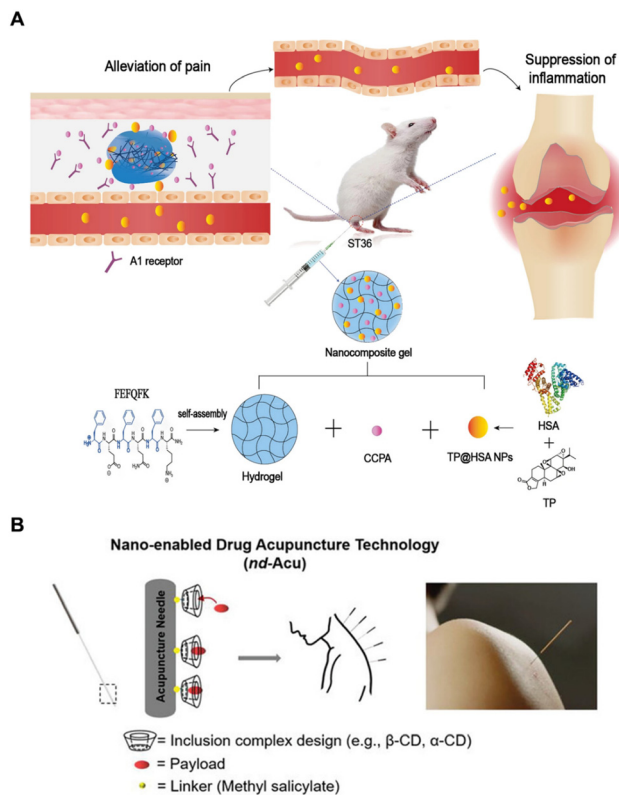 A
Alleviation of pain
Suppression of
inflammation
ST36
A1 receptor
Nanocomposite gel
FEFQFK
self-assembly
HSA
+
+
+
Hydrogel
CCPA
TP@HSA NPs
TP
B
Nano-enabled Drug Acupuncture Technology
(nd-Acu)
Acupuncture Needle
= Inclusion complex design (e.g., β-CD, α-CD)
= Payload
= Linker (Methyl salicylate)